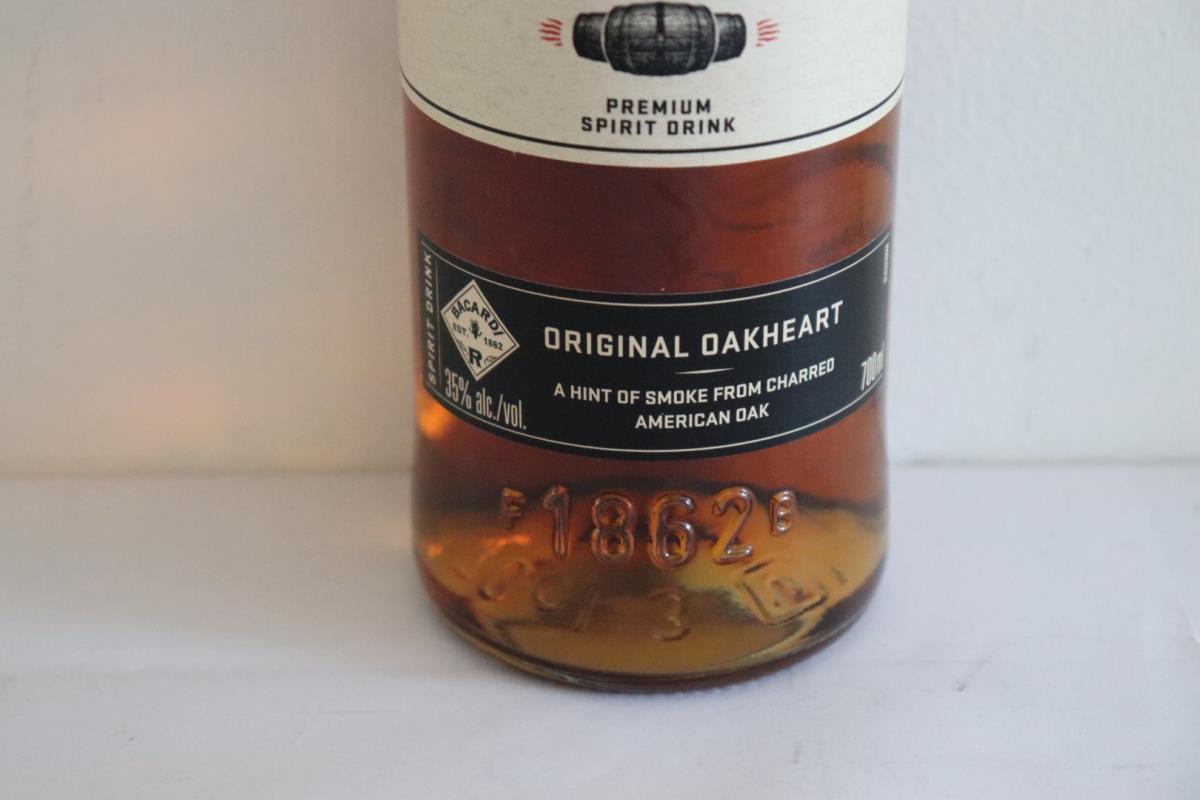 PREMIUM
SPIRIT DRINK
SPIRIT DRINK
BACARDI
EST. 1862
R
35% alc./vol.
ORIGINAL OAKHEART
A HINT OF SMOKE FROM CHARRED
AMERICAN OAK
700ml
F 1862 B
3